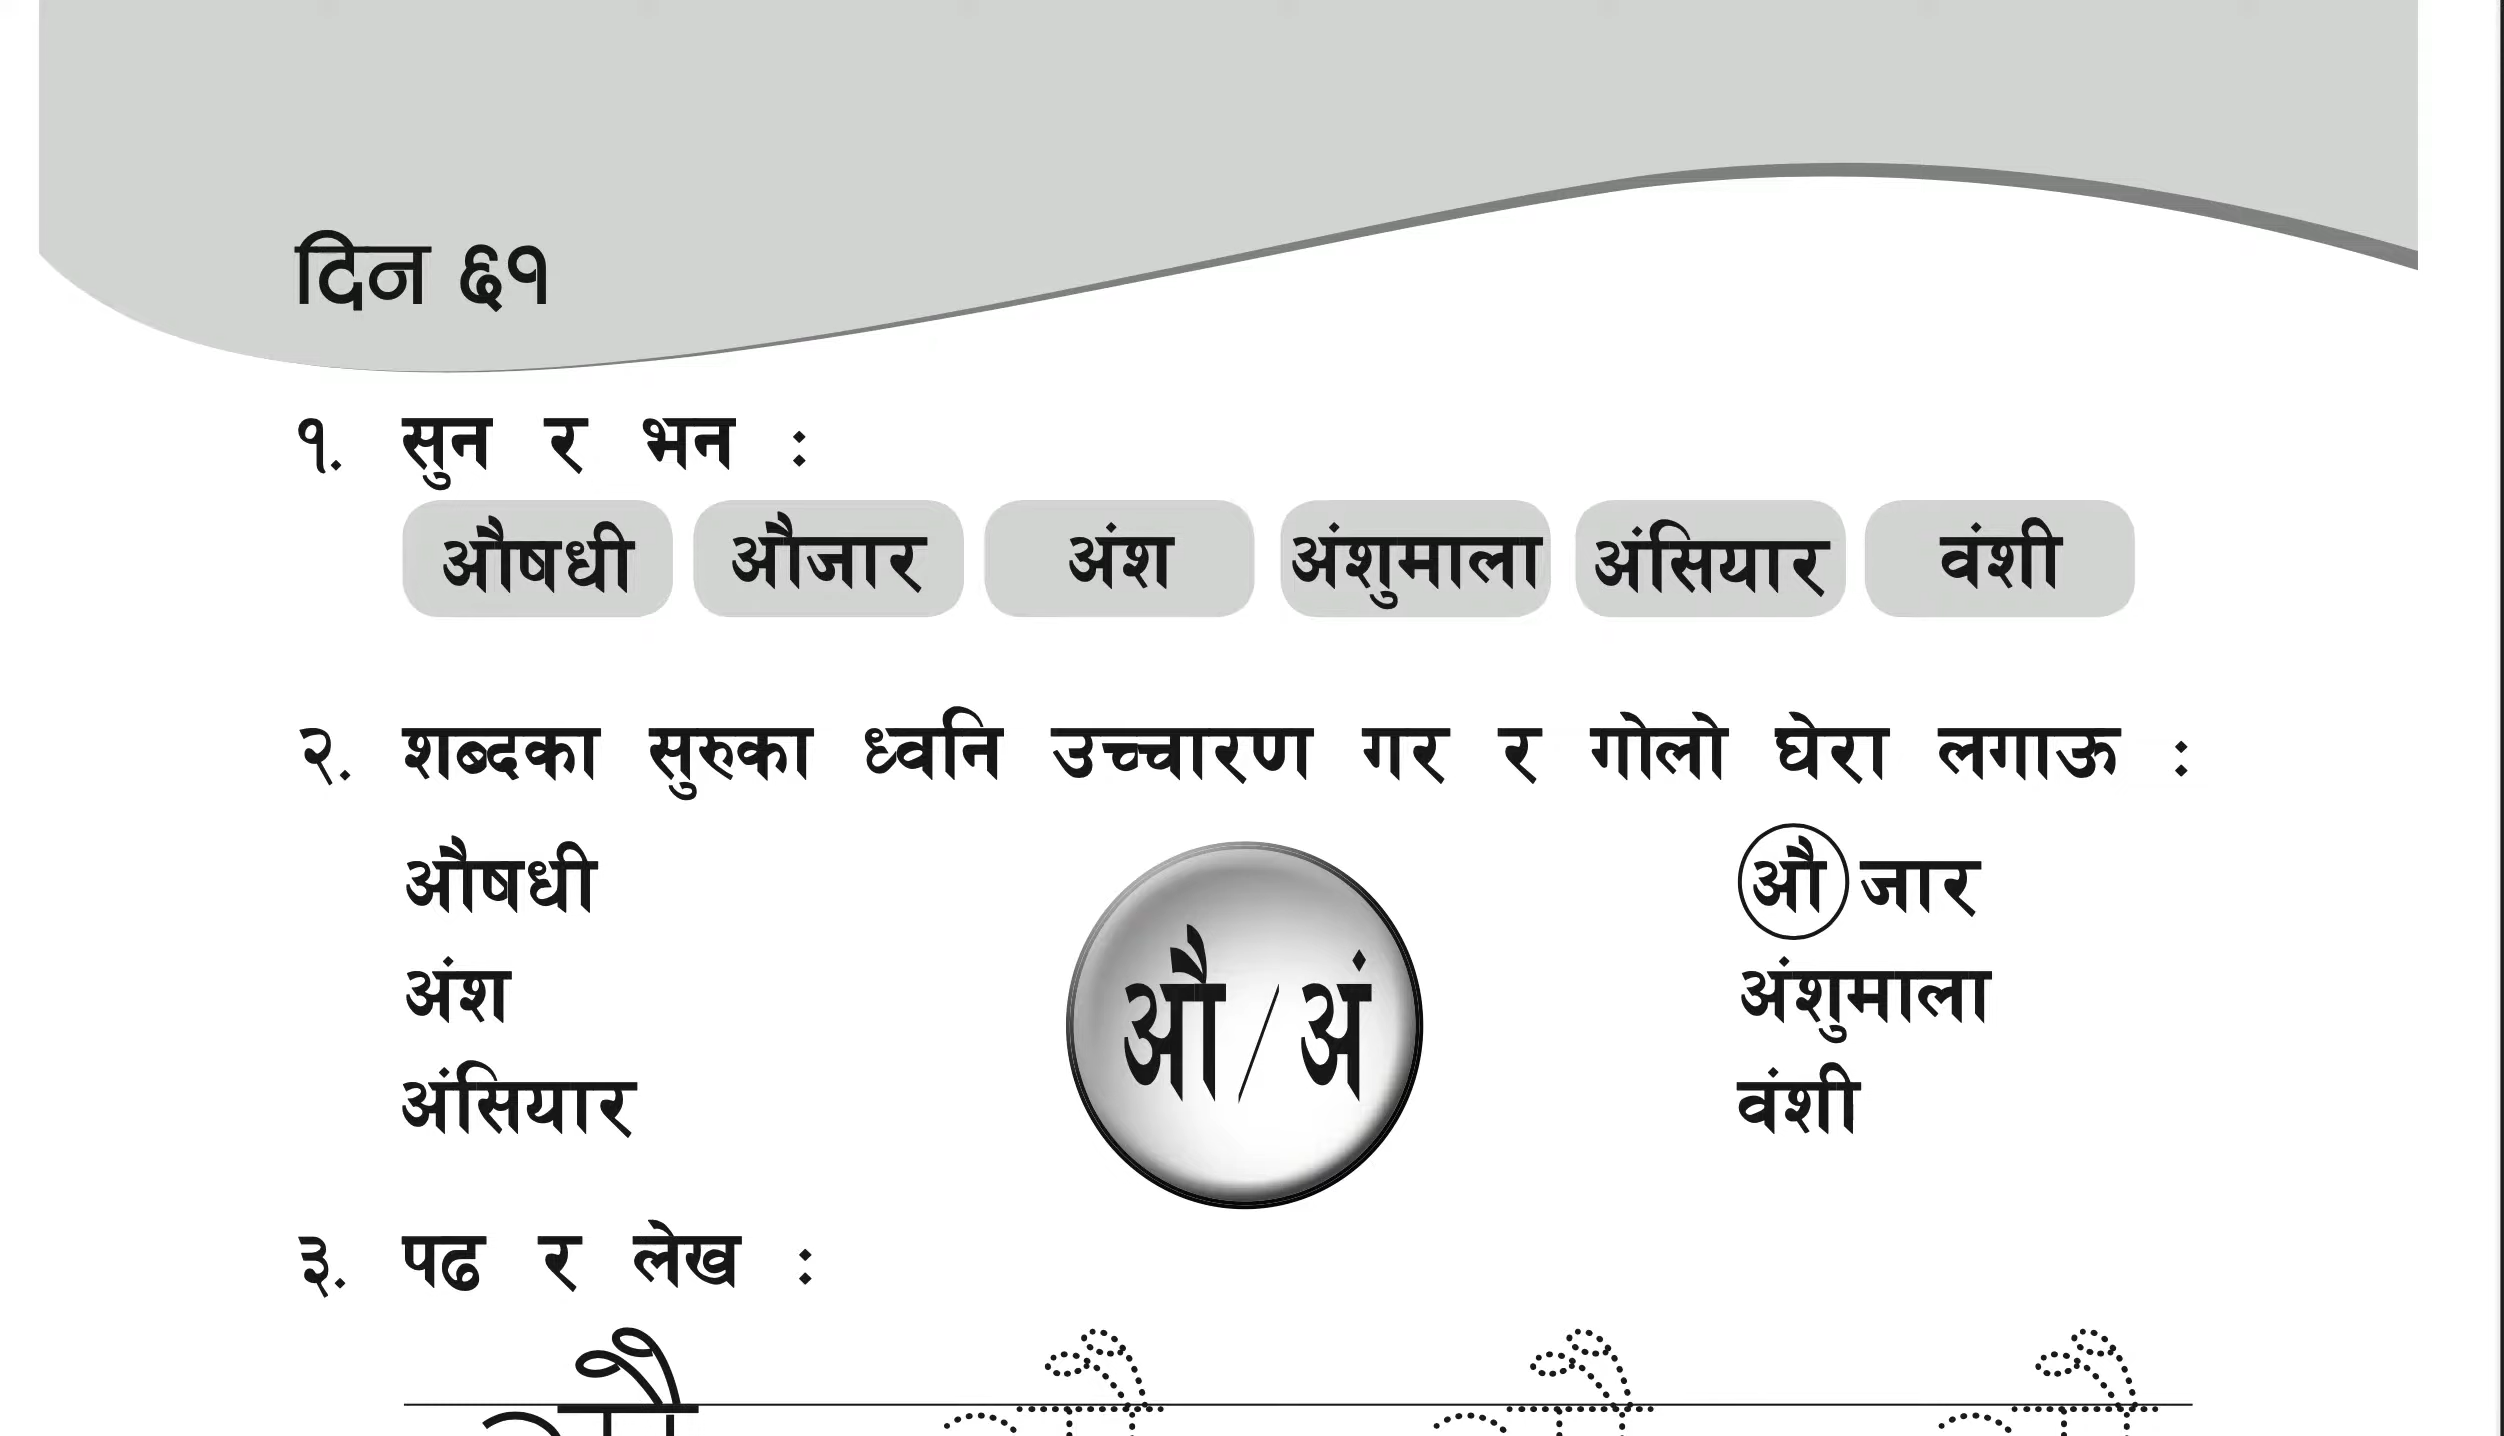 दिन ६१
१. सुन र भन :
औषधी औजार अंश अंशुमाला अंसियार वंशी
२. शब्दका सुरुका ध्वनि उच्चारण गर र गोलो घेरा लगाऊ :
औषधी औजार
अंश औ/अं अंशुमाला
अंसियार वंशी
३. पढ र लेख :
औ औ औ औ